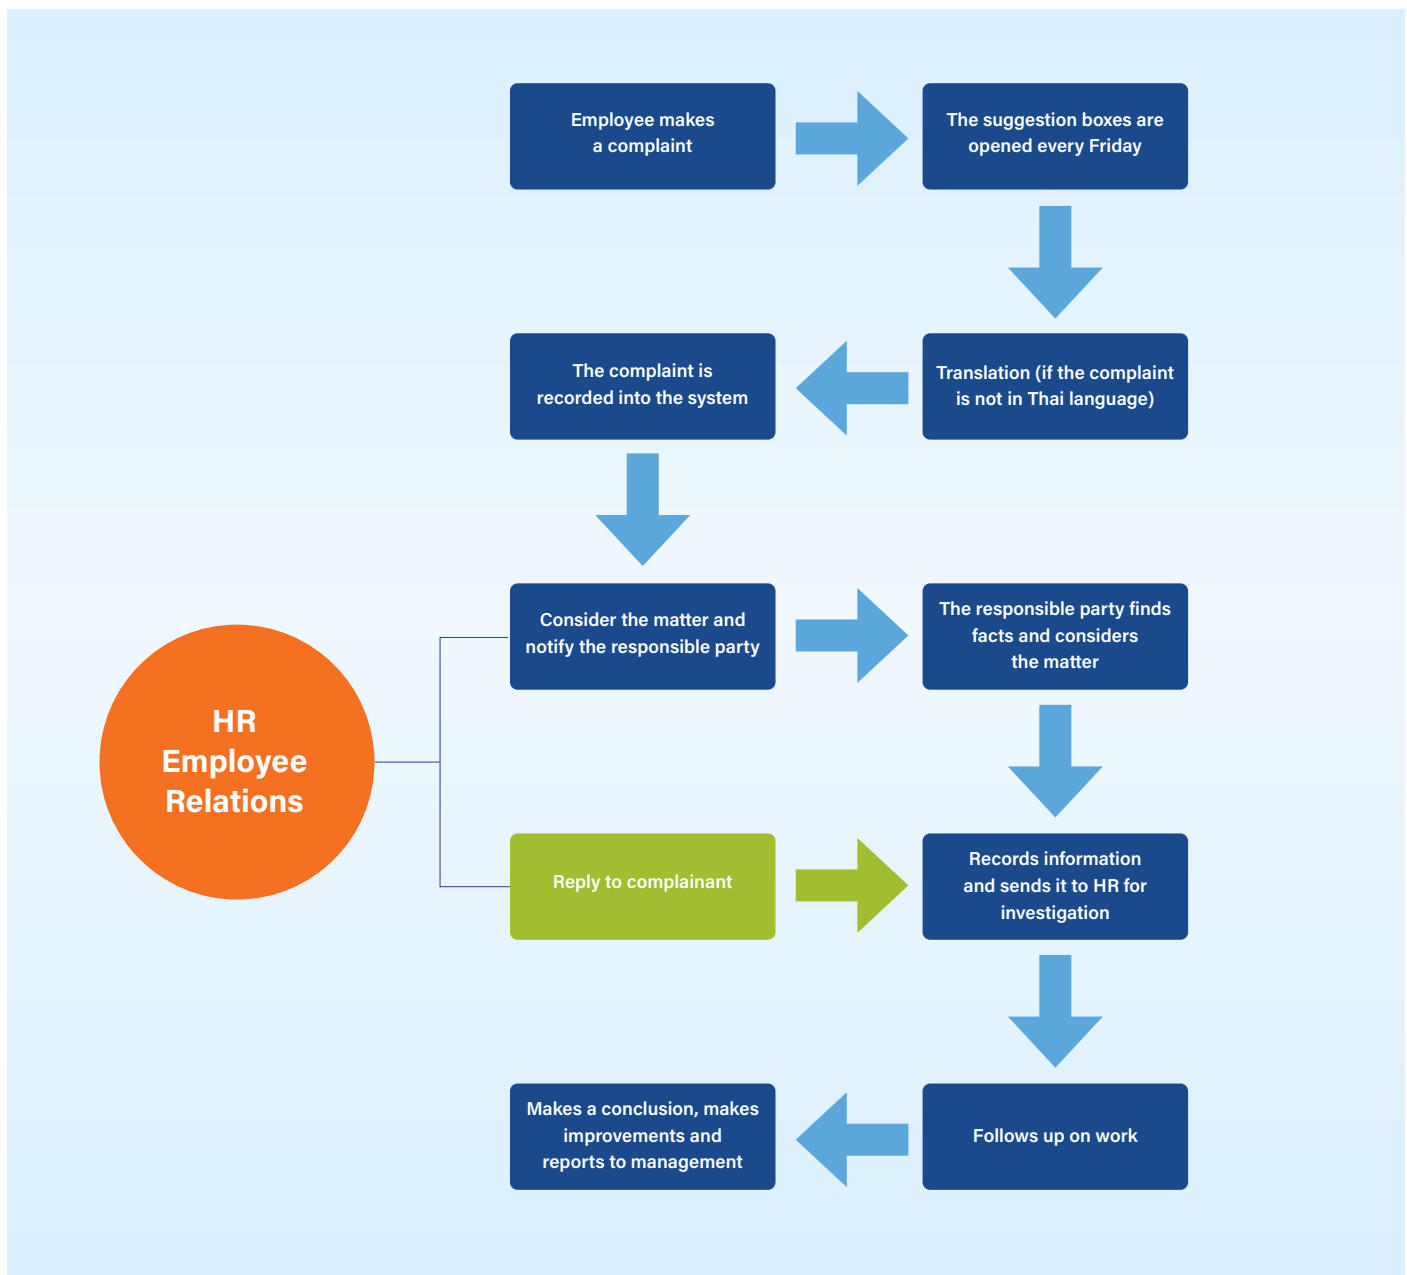 Employee makes
a complaint
The suggestion boxes are
opened every Friday
Translation (if the complaint
is not in Thai language)
The complaint is
recorded into the system
Consider the matter and
notify the responsible party
The responsible party finds
facts and considers
the matter
HR
Employee
Relations
Reply to complainant
Records information
and sends it to HR for
investigation
Follows up on work
Makes a conclusion, makes
improvements and
reports to management